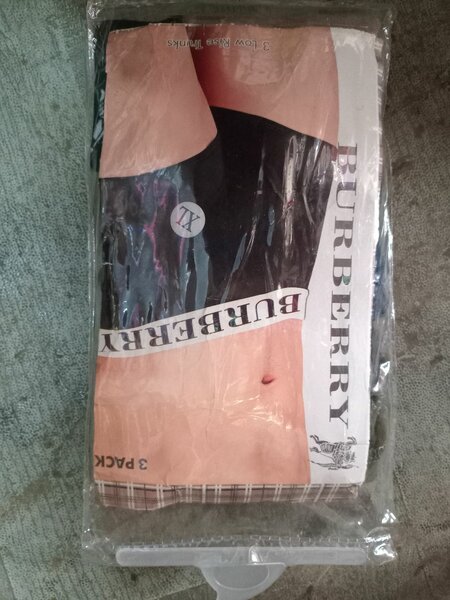 3 Low Rise Trunks
BURBERRY
XL
BURBERRY
3 PACK